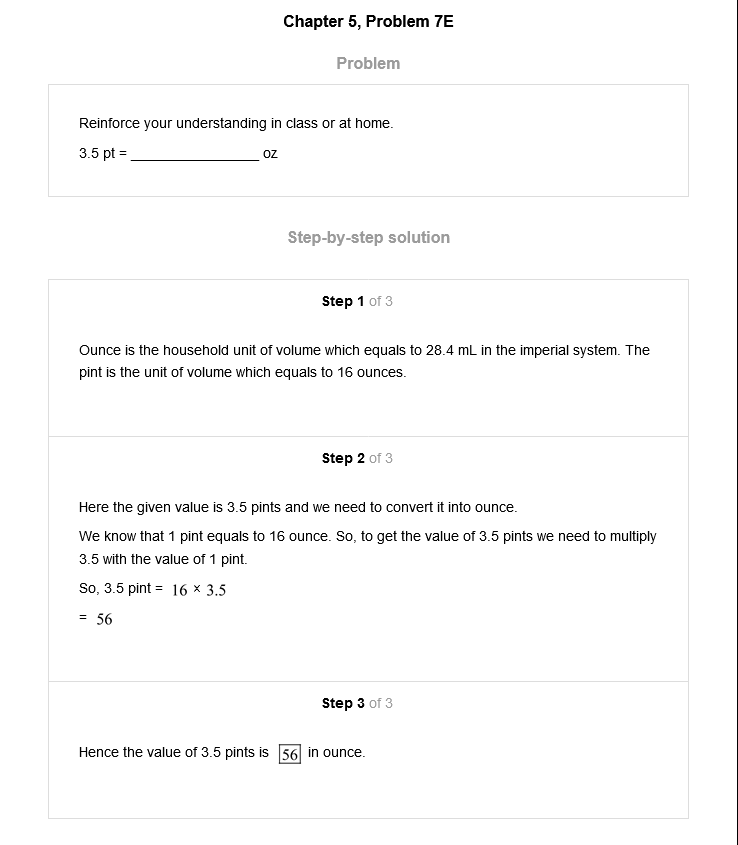 Chapter 5, Problem 7E
Problem
Reinforce your understanding in class or at home.
3.5 pt = ________________ oz
Step-by-step solution
Step 1 of 3
Ounce is the household unit of volume which equals to 28.4 mL in the imperial system. The
pint is the unit of volume which equals to 16 ounces.
Step 2 of 3
Here the given value is 3.5 pints and we need to convert it into ounce.
We know that 1 pint equals to 16 ounce. So, to get the value of 3.5 pints we need to multiply
3.5 with the value of 1 pint.
So, 3.5 pint = 16 × 3.5
= 56
Step 3 of 3
Hence the value of 3.5 pints is 56 in ounce.